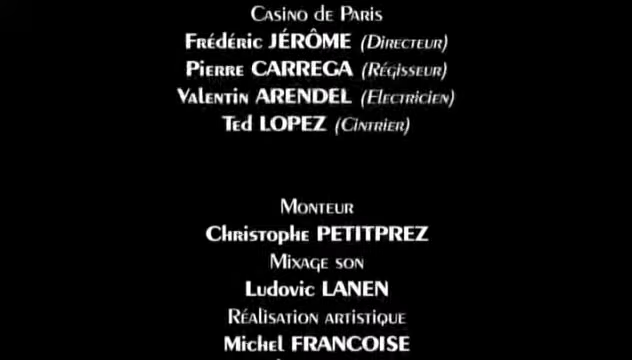 Casino de Paris
Frédéric JÉRÔME (Directeur)
Pierre CARREGA (Régisseur)
Valentin ARENDEL (Electricien)
Ted LOPEZ (Cintrier)
Monteur
Christophe PETITPREZ
Mixage son
Ludovic LANEN
Réalisation artistique
Michel FRANCOISE